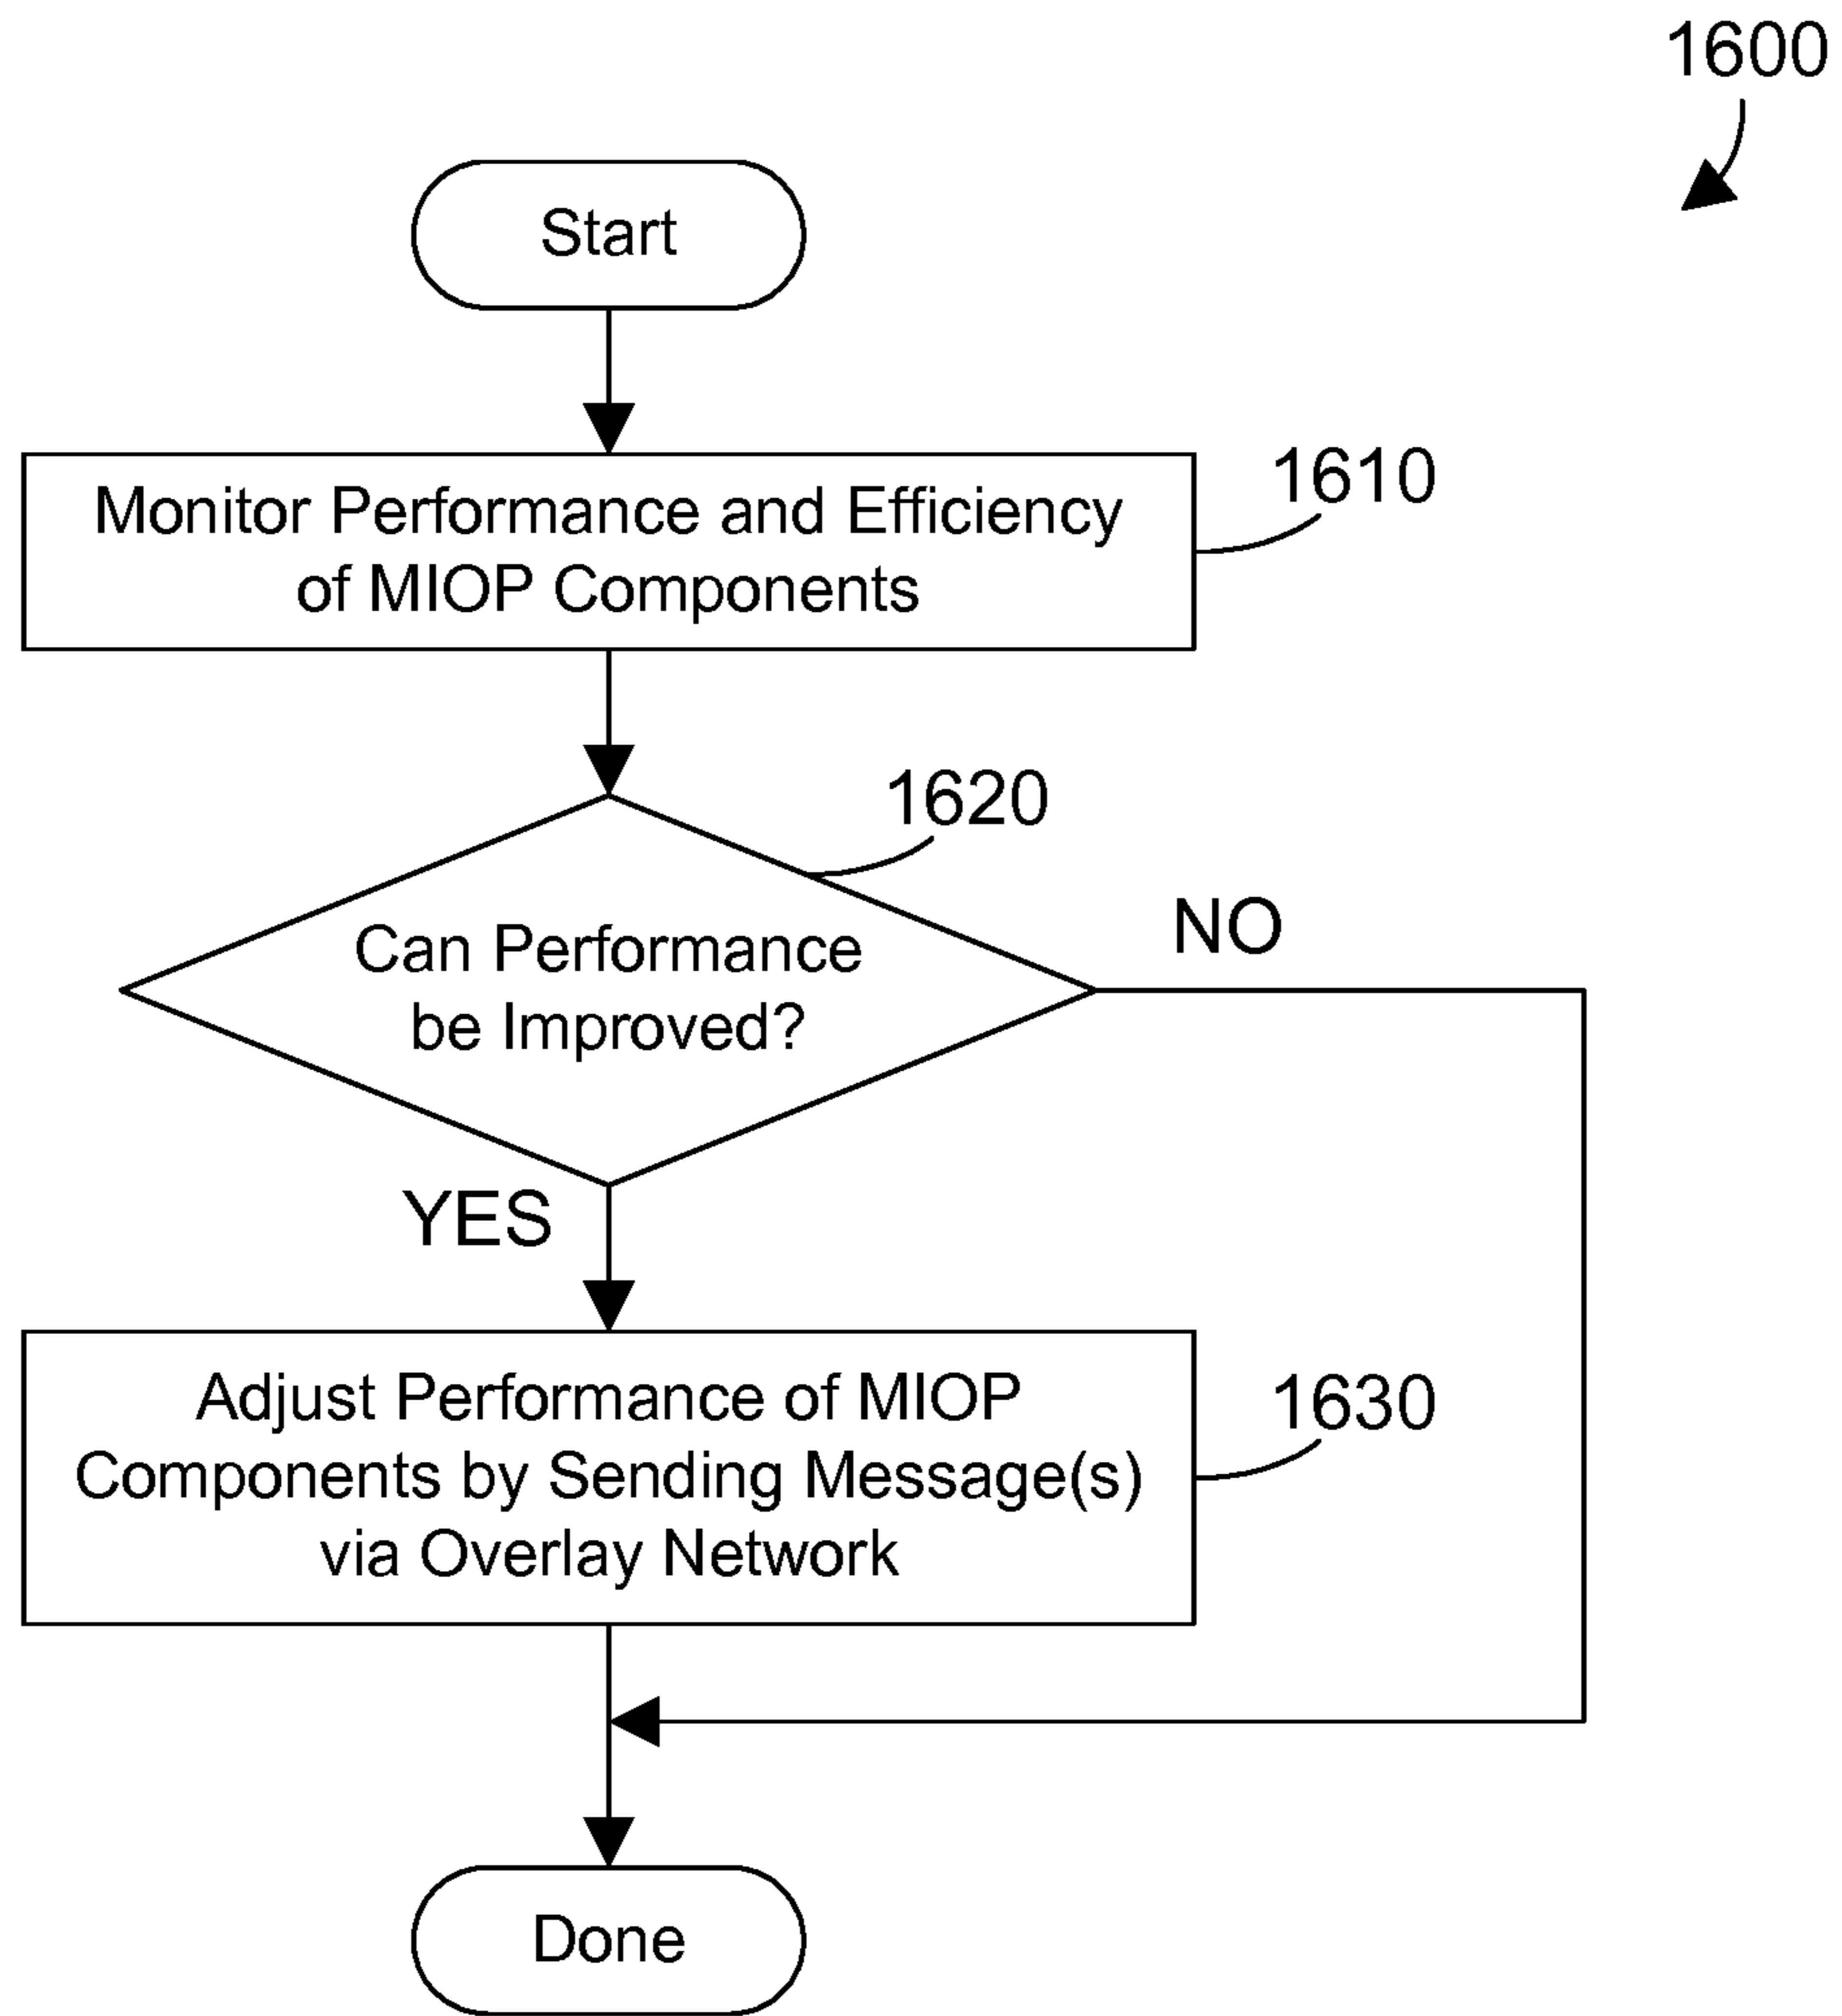 1600
Start
Monitor Performance and Efficiency
of MIOP Components
1610
1620
Can Performance
be Improved?
NO
YES
Adjust Performance of MIOP
Components by Sending Message(s)
via Overlay Network
1630
Done